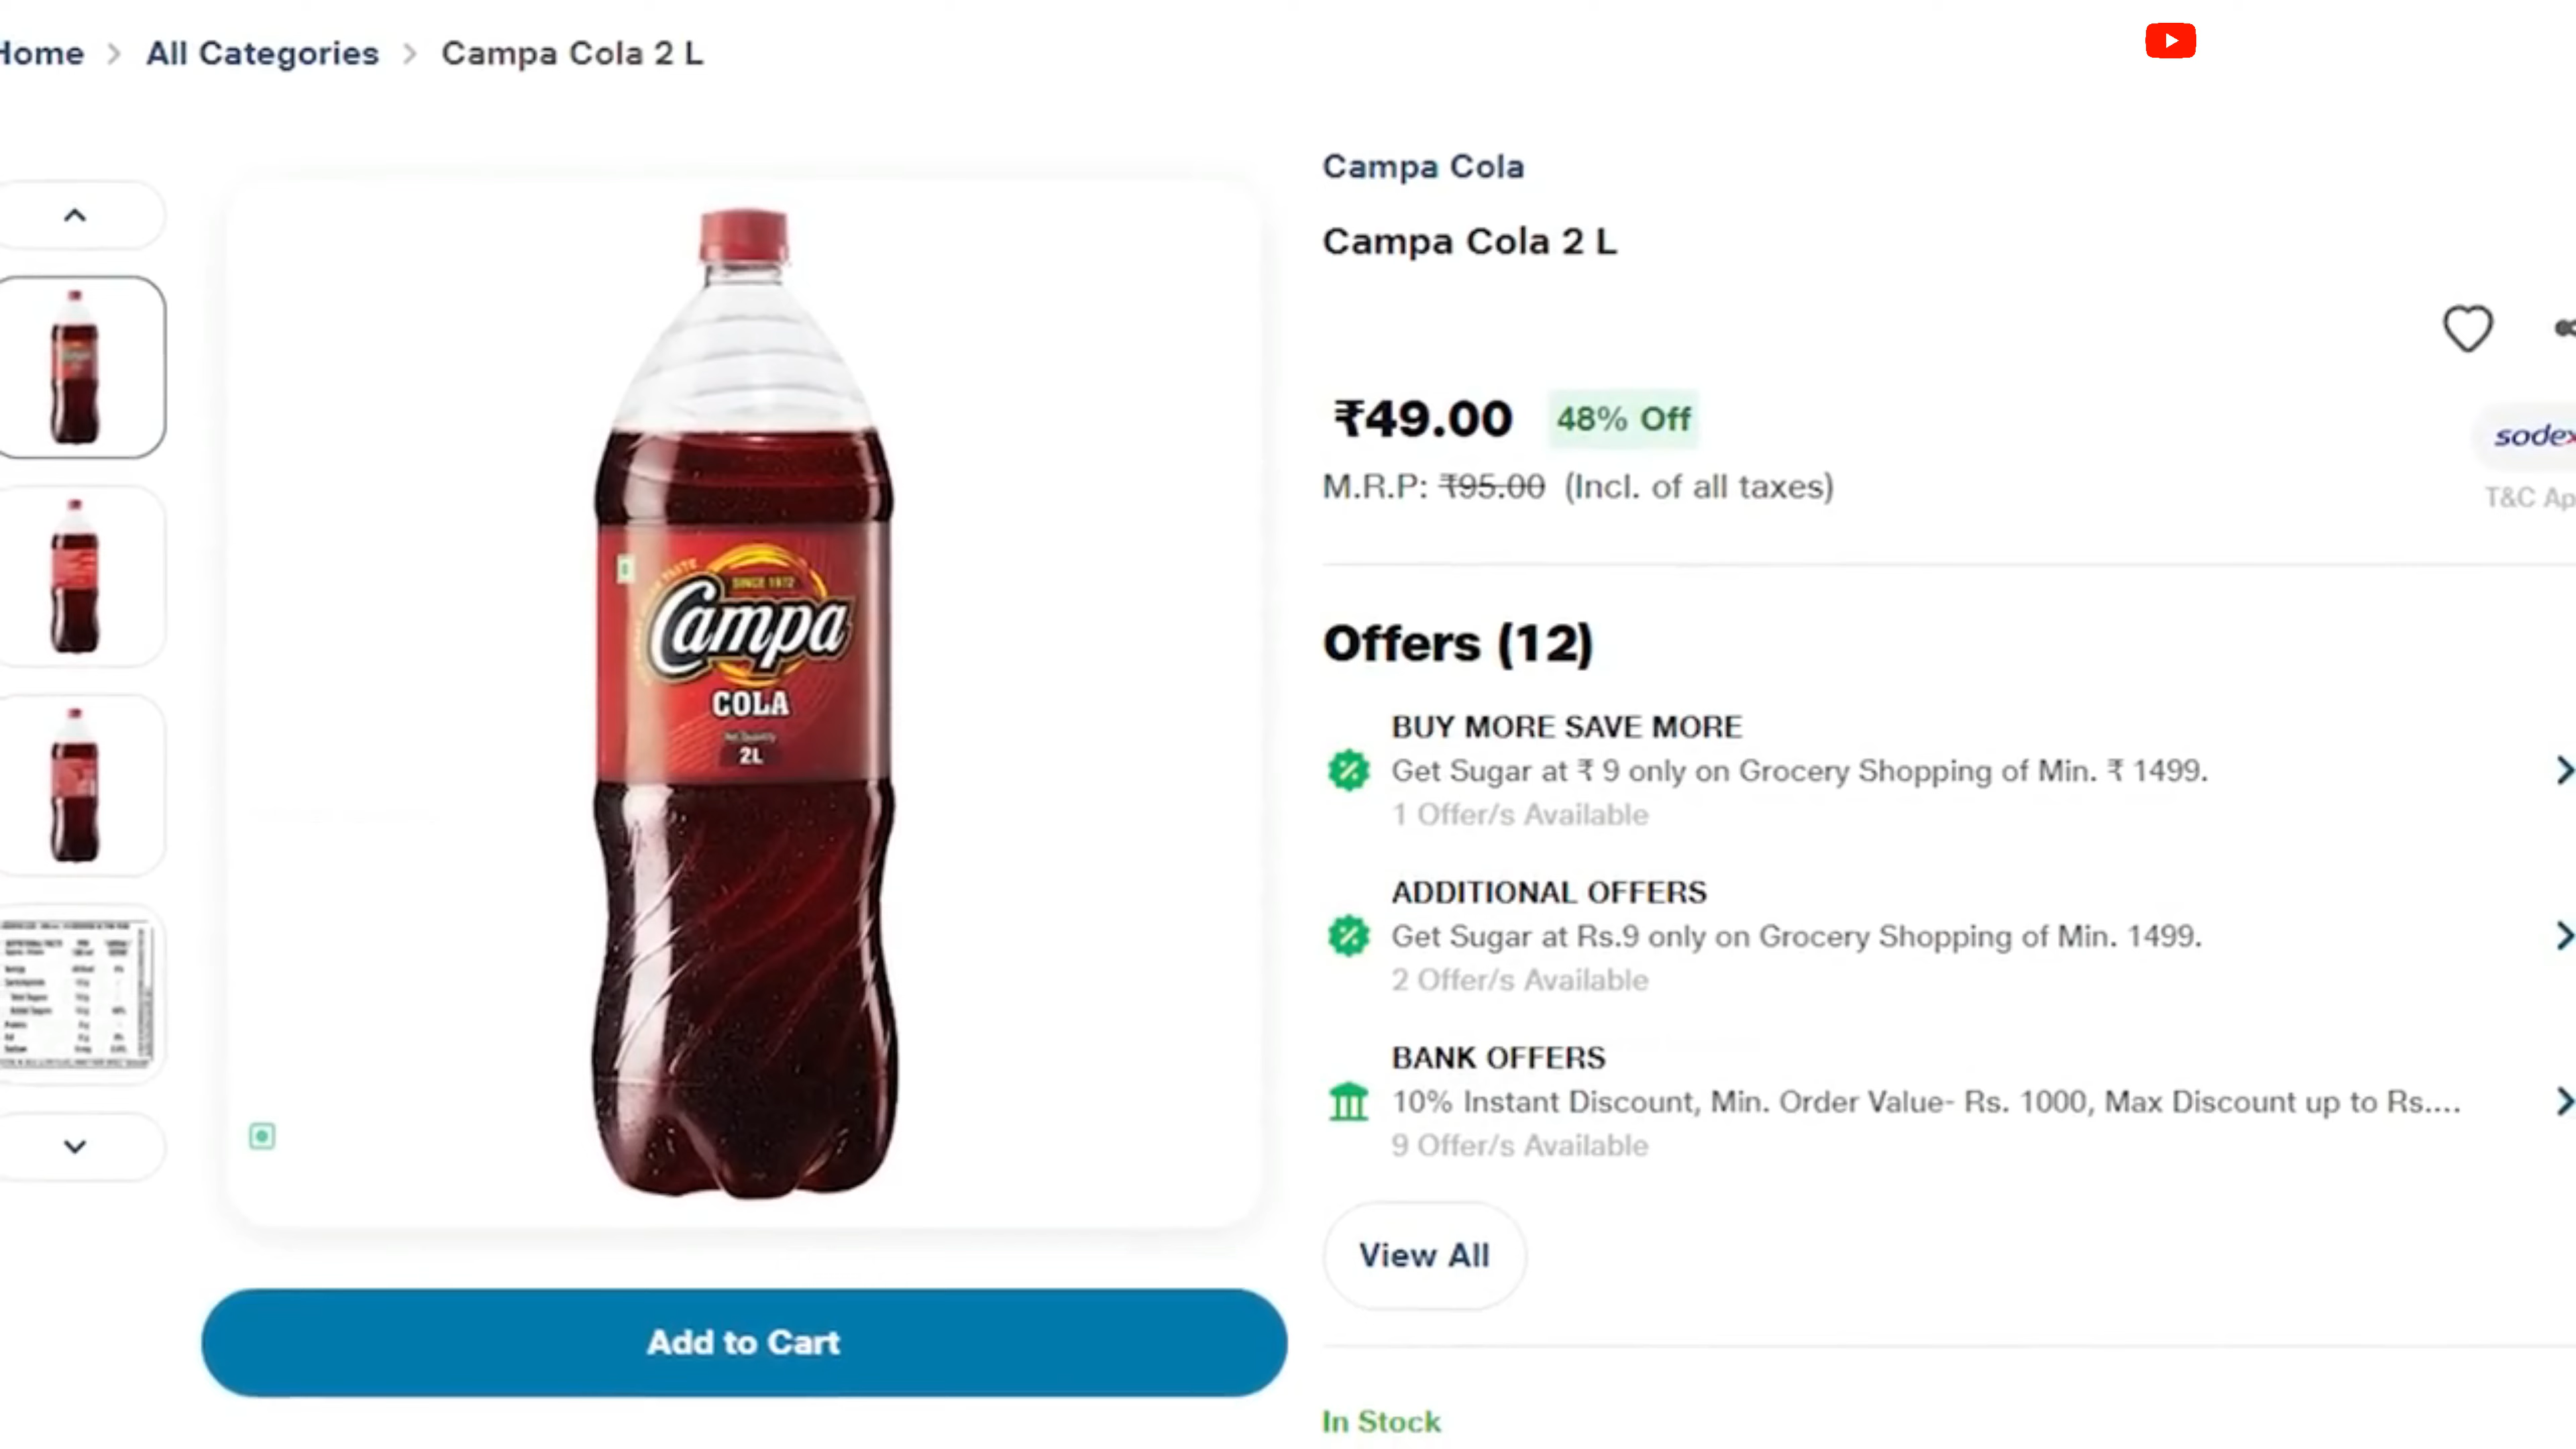 Home > All Categories > Campa Cola 2 L
Campa Cola
Campa Cola 2 L
₹49.00 48% Off
M.R.P: ₹95.00 (Incl. of all taxes)
T&C
SINCE 1972
Campa
COLA
Net Quantity
2L
Offers (12)
BUY MORE SAVE MORE
Get Sugar at ₹ 9 only on Grocery Shopping of Min. ₹ 1499.
1 Offer/s Available
ADDITIONAL OFFERS
Get Sugar at Rs.9 only on Grocery Shopping of Min. 1499.
2 Offer/s Available
BANK OFFERS
10% Instant Discount, Min. Order Value- Rs. 1000, Max Discount up to Rs....
9 Offer/s Available
View All
Add to Cart
In Stock